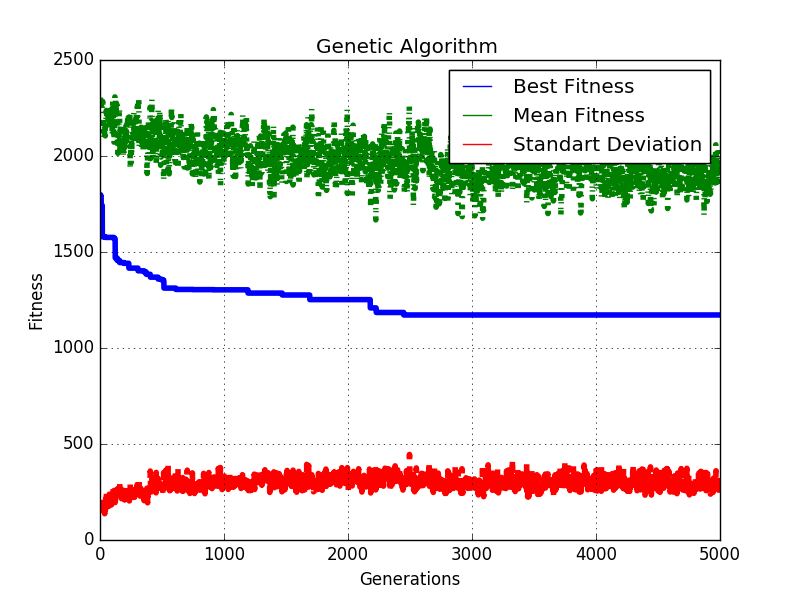 Genetic Algorithm
2500
2000
1500
1000
500
0
Fitness
Best Fitness
Mean Fitness
Standart Deviation
0 1000 2000 3000 4000 5000
Generations